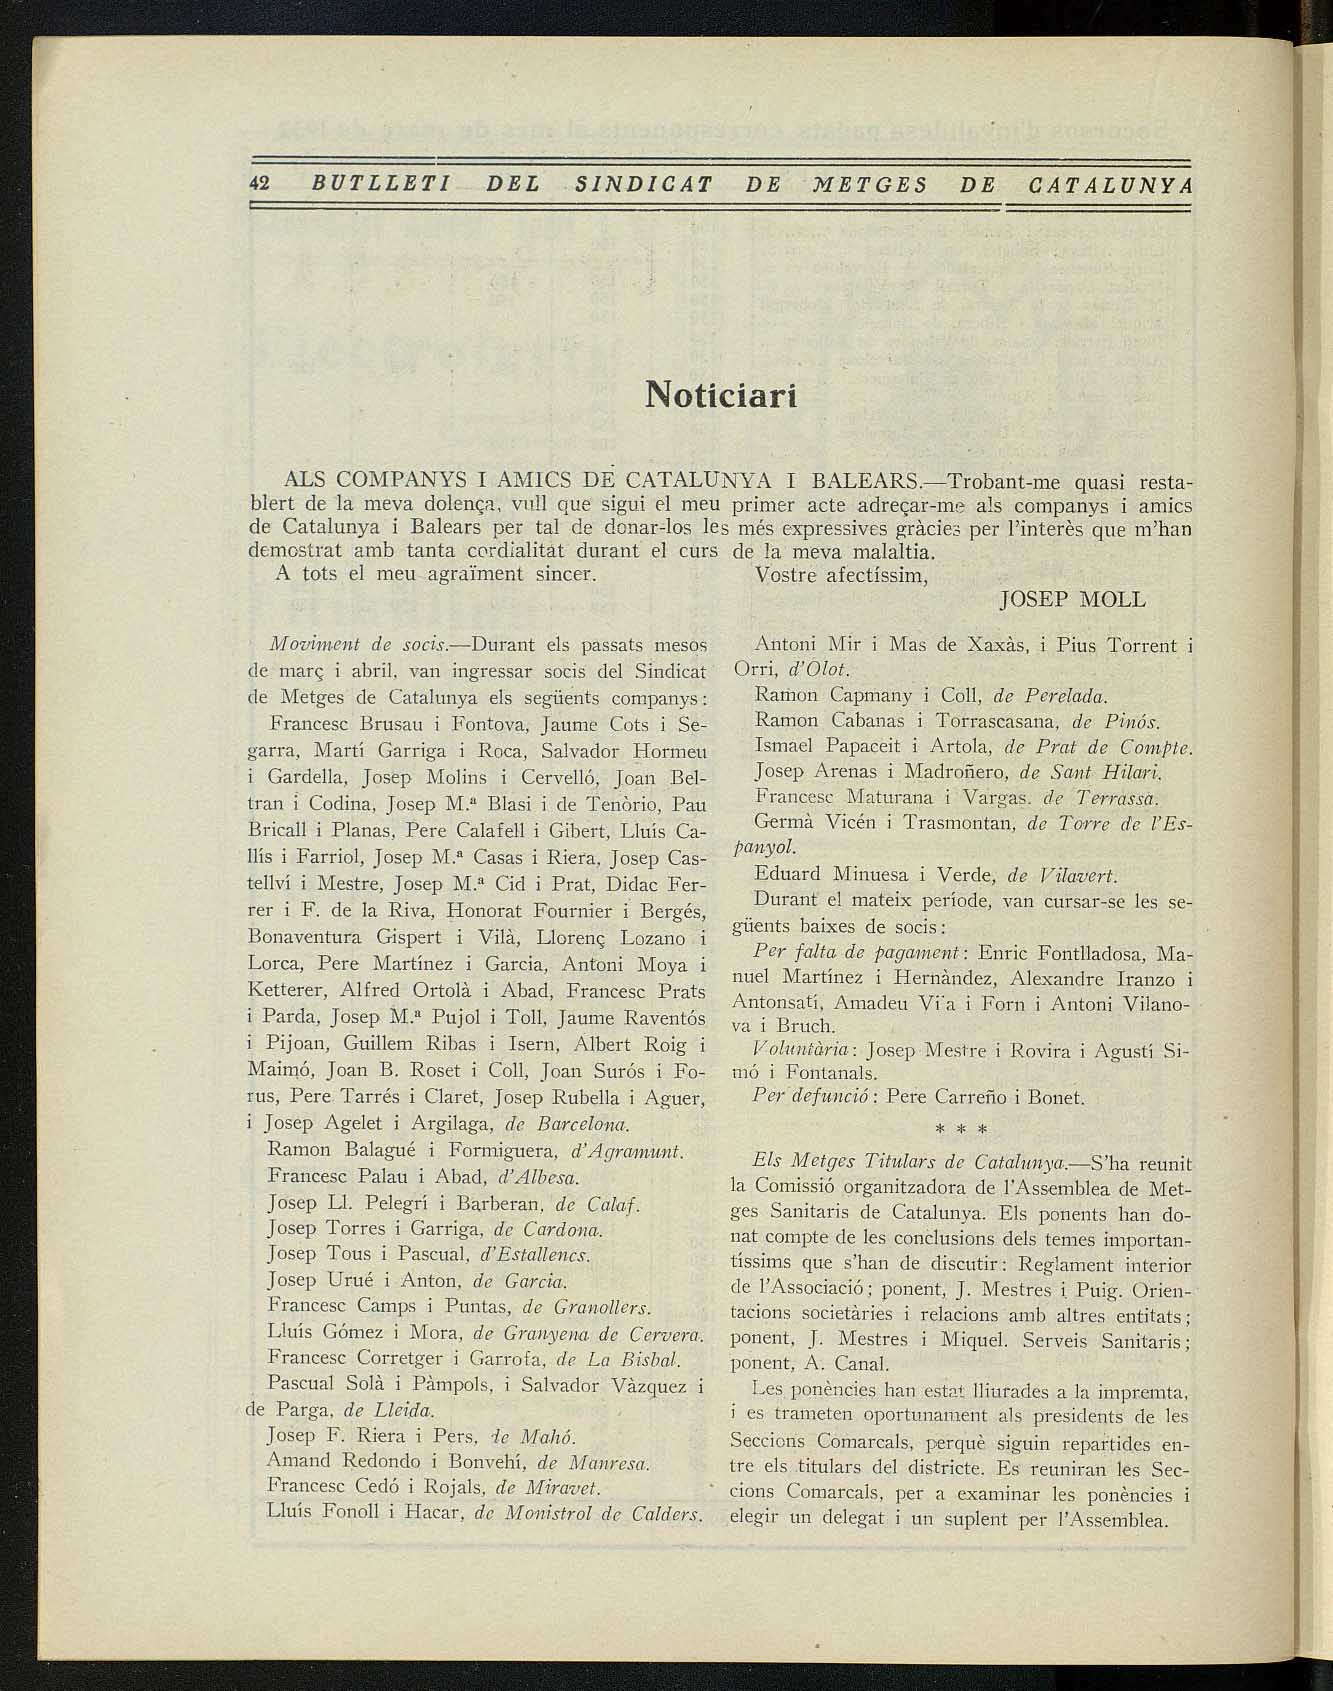 42 BUTLLETI DEL SINDICAT DE METGES DE CATALUNYA
Noticiari
ALS COMPANYS I AMICS DE CATALUNYA I BALEARS.—Trobant-me quasi resta-
blert de la meva dolença, vull que sigui el meu primer acte adreçar-me als companys i amics
de Catalunya i Balears per tal de donar-los les més expressives gràcies per l'interès que m'han
demostrat amb tanta cordialitat durant el curs de la meva malaltia.
A tots el meu agraïment sincer.
Vostre afectíssim,
JOSEP MOLL
Moviment de socis.—Durant els passats mesos
de març i abril, van ingressar socis del Sindicat
de Metges de Catalunya els següents companys:
Francesc Brusau i Fontova, Jaume Cots i Se-
garra, Martí Garriga i Roca, Salvador Hormeu
i Gardella, Josep Molins i Cervelló, Joan Bel-
tran i Codina, Josep M.ª Blasi i de Tenòrio, Pau
Bricall i Planas, Pere Calafell i Gibert, Lluís Ca-
llís i Farriol, Josep M.ª Casas i Riera, Josep Cas-
tellví i Mestre, Josep M.ª Cid i Prat, Didac Fer-
rer i F. de la Riva, Honorat Fournier i Bergés,
Bonaventura Gispert i Vilà, Llorenç Lozano i
Lorca, Pere Martínez i Garcia, Antoni Moya i
Ketterer, Alfred Ortolà i Abad, Francesc Prats
i Parda, Josep M.ª Pujol i Toll, Jaume Raventós
i Pijoan, Guillem Ribas i Isern, Albert Roig i
Maimó, Joan B. Roset i Coll, Joan Surós i Fo-
rus, Pere Tarrés i Claret, Josep Rubella i Aguer,
i Josep Agelet i Argilaga, de Barcelona.
Ramon Balagué i Formiguera, d'Agramunt.
Francesc Palau i Abad, d'Albesa.
Josep Ll. Pelegrí i Barberan, de Calaf.
Josep Torres i Garriga, de Cardona.
Josep Tous i Pascual, d'Estallencs.
Josep Urué i Anton, de Garcia.
Francesc Camps i Puntas, de Granollers.
Lluís Gómez i Mora, de Granyena de Cervera.
Francesc Corretger i Garrofa, de La Bisbal.
Pascual Solà i Pàmpols, i Salvador Vàzquez i
de Parga, de Lleida.
Josep F. Riera i Pers, de Mahó.
Amand Redondo i Bonvehí, de Manresa.
Francesc Cedó i Rojals, de Miravet.
Lluís Fonoll i Hacar, de Monistrol de Calders.
Antoni Mir i Mas de Xaxàs, i Pius Torrent i
Orri, d'Olot.
Ramon Capmany i Coll, de Perelada.
Ramon Cabanas i Torrascasana, de Pinós.
Ismael Papaceit i Artola, de Prat de Compte.
Josep Arenas i Madroñero, de Sant Hilari.
Francesc Maturana i Vargas, de Terrassa.
Germà Vicén i Trasmontan, de Torre de l'Es-
panyol.
Eduard Minuesa i Verde, de Vilavert.
Durant el mateix període, van cursar-se les se-
güents baixes de socis:
Per falta de pagament: Enric Fontlladosa, Ma-
nuel Martínez i Hernàndez, Alexandre Iranzo i
Antonsatí, Amadeu Vila i Forn i Antoni Vilano-
va i Bruch.
Voluntària: Josep Mestre i Rovira i Agustí Si-
mó i Fontanals.
Per defunció: Pere Carreño i Bonet.
* * *
Els Metges Titulars de Catalunya.—S'ha reunit
la Comissió organitzadora de l'Assemblea de Met-
ges Sanitaris de Catalunya. Els ponents han do-
nat compte de les conclusions dels temes importan-
tíssims que s'han de discutir: Reglament interior
de l'Associació; ponent, J. Mestres i Puig. Orien-
tacions societàries i relacions amb altres entitats;
ponent, J. Mestres i Miquel. Serveis Sanitaris;
ponent, A. Canal.
Les ponències han estat lliurades a la impremta,
i es trameten oportunament als presidents de les
Seccions Comarcals, perquè siguin repartides en-
tre els titulars del districte. Es reuniran les Sec-
cions Comarcals, per a examinar les ponències i
elegir un delegat i un suplent per l'Assemblea.